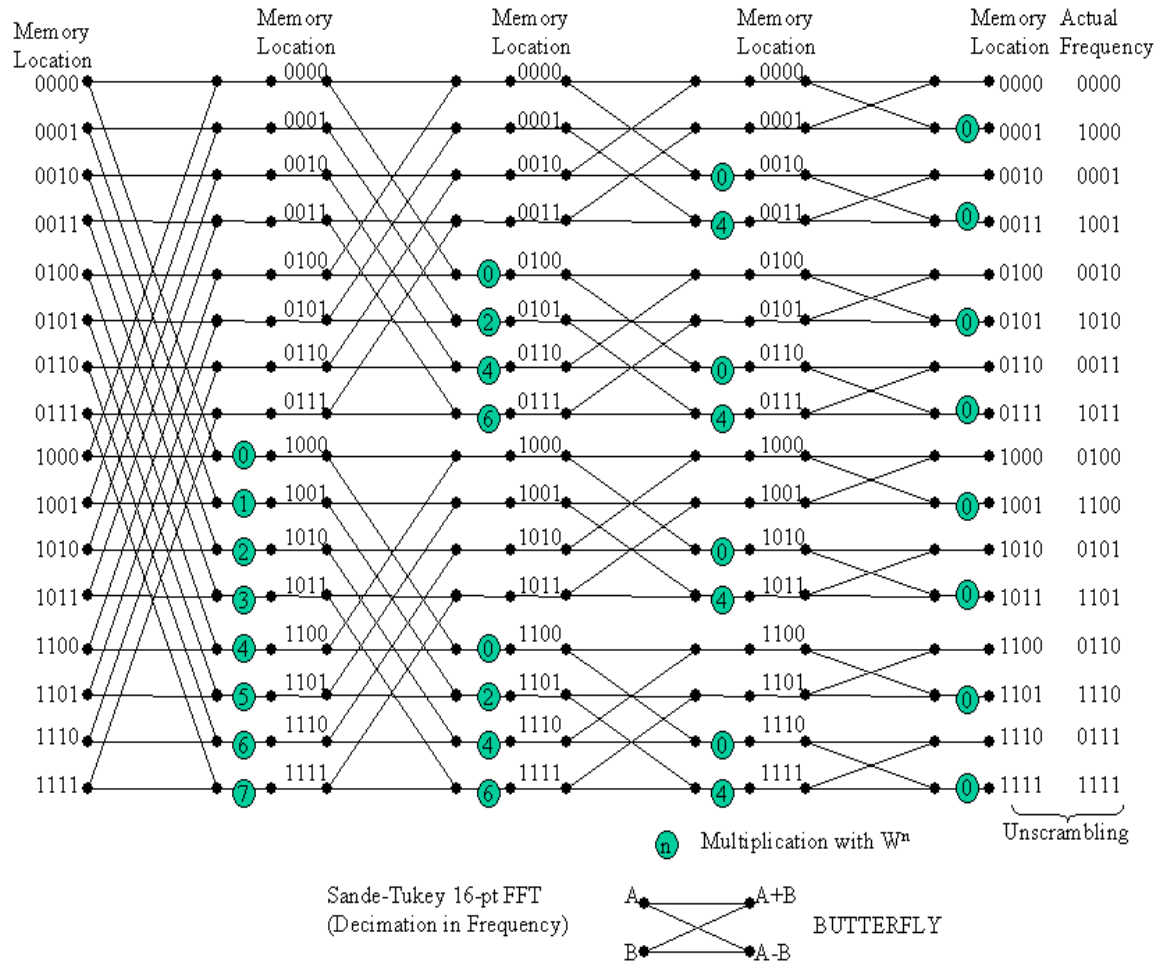 Memory Location
Memory Location
Memory Location
Memory Location
Memory Location
Actual Frequency
0000 0000 0000 0000 0000 0000
0001 0001 0001 0001 0 0001 1000
0010 0010 0010 0 0010 0010 0001
0011 0011 0011 4 0011 0 0011 1001
0100 0100 0 0100 0100 0100 0010
0101 0101 2 0101 0101 0 0101 1010
0110 0110 4 0110 0 0110 0110 0011
0111 0111 6 0111 4 0111 0 0111 1011
1000 0 1000 1000 1000 1000 0100
1001 1 1001 1001 1001 0 1001 1100
1010 2 1010 1010 0 1010 1010 0101
1011 3 1011 1011 4 1011 0 1011 1101
1100 4 1100 0 1100 1100 1100 0110
1101 5 1101 2 1101 1101 0 1101 1110
1110 6 1110 4 1110 0 1110 1110 0111
1111 7 1111 6 1111 4 1111 0 1111 1111
Unscrambling
n Multiplication with Wⁿ
Sande-Tukey 16-pt FFT
(Decimation in Frequency)
A A+B
BUTTERFLY
B A-B